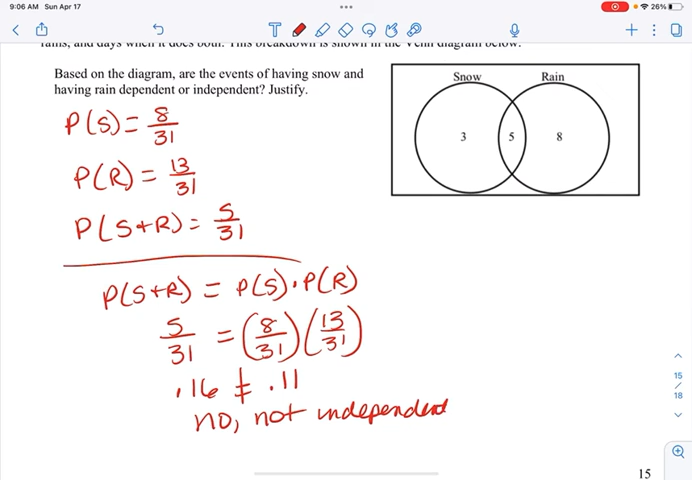 9:06 AM Sun Apr 17
26%
rains, and days when it does both. This breakdown is shown in the Venn diagram below.
Based on the diagram, are the events of having snow and
having rain dependent or independent? Justify.
Snow Rain
3 5 8
P(S) = 8/31
P(R) = 13/31
P(S+R) = 5/31
P(S+R) = P(S) · P(R)
5/31 = (8/31)(13/31)
.16 ≠ .11
no, not independent
15
/
18
15